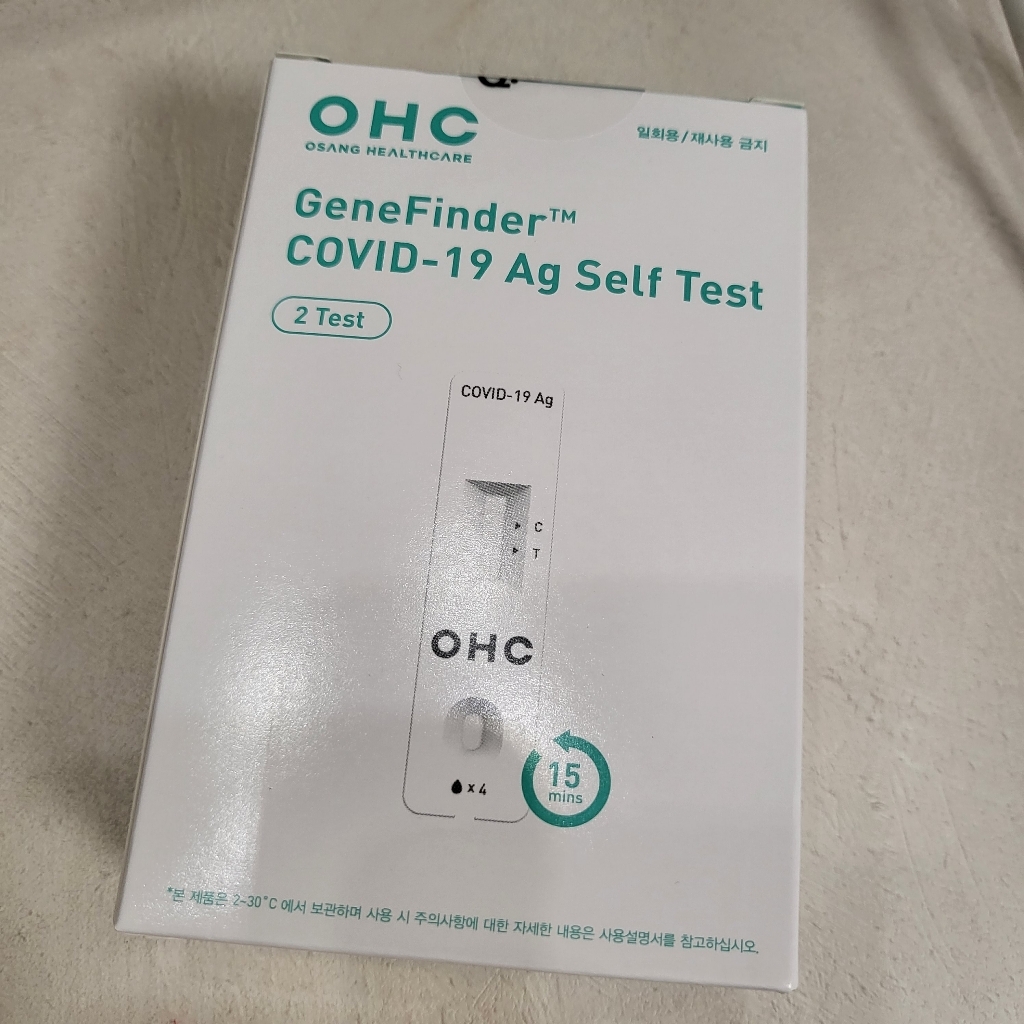 OHC
OSANG HEALTHCARE
일회용/재사용 금지
GeneFinder™
COVID-19 Ag Self Test
2 Test
COVID-19 Ag
C
T
OHC
x 4
15
mins
*본 제품은 2-30°C 에서 보관하며 사용 시 주의사항에 대한 자세한 내용은 사용설명서를 참고하십시오.